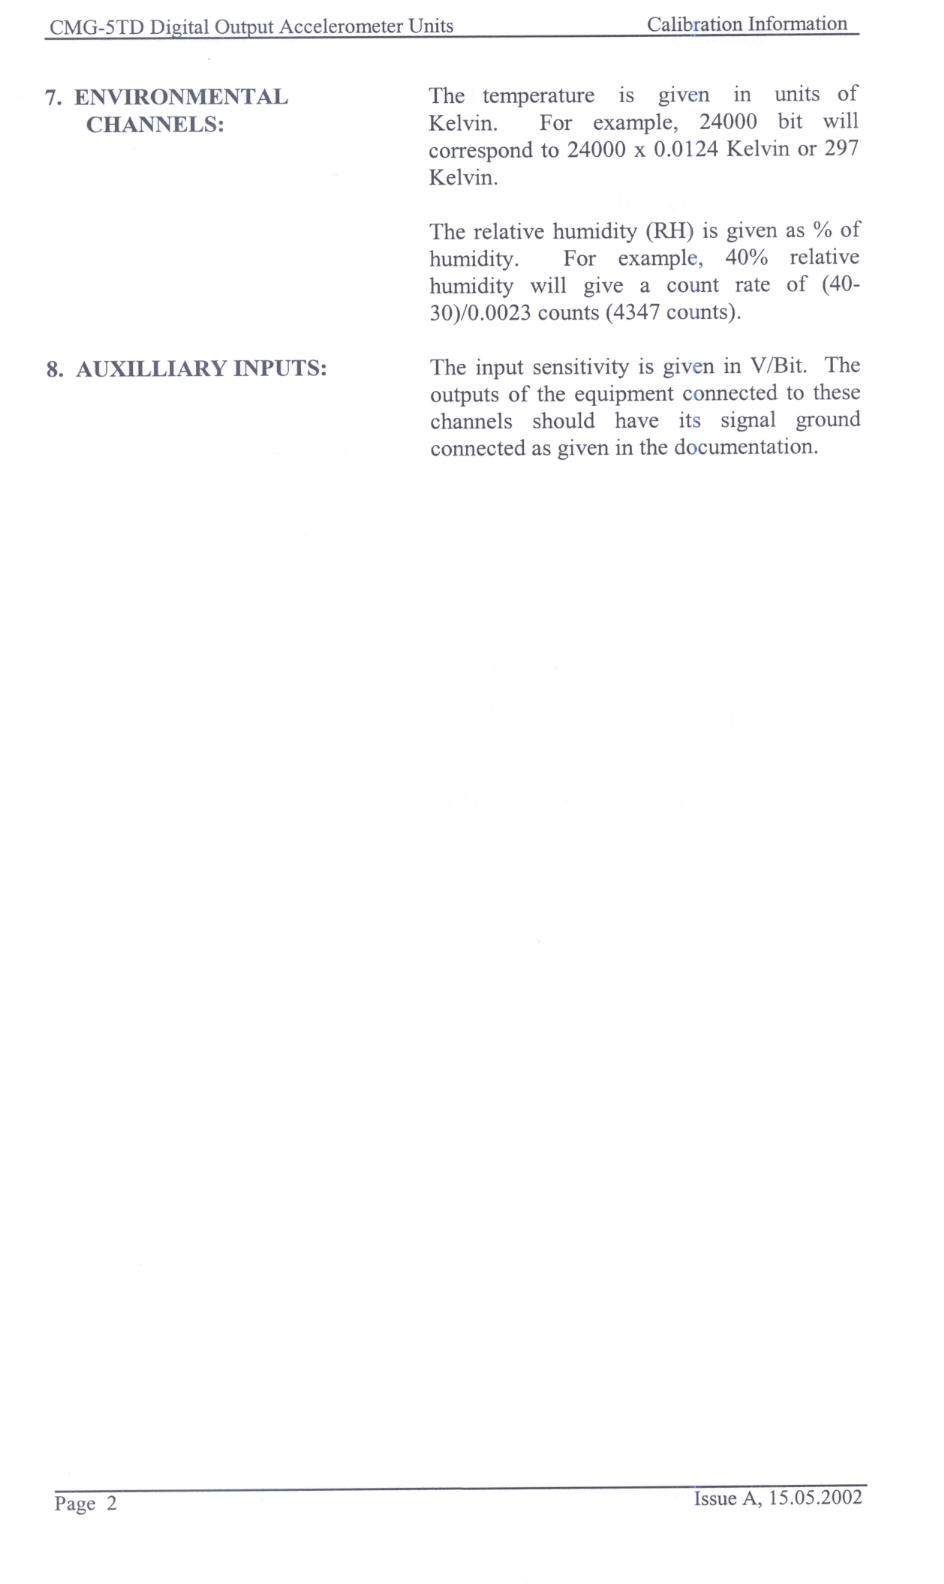 CMG-5TD Digital Output Accelerometer Units Calibration Information
7. ENVIRONMENTAL
CHANNELS:
The temperature is given in units of
Kelvin. For example, 24000 bit will
correspond to 24000 x 0.0124 Kelvin or 297
Kelvin.
The relative humidity (RH) is given as % of
humidity. For example, 40% relative
humidity will give a count rate of (40-
30)/0.0023 counts (4347 counts).
8. AUXILLIARY INPUTS:
The input sensitivity is given in V/Bit. The
outputs of the equipment connected to these
channels should have its signal ground
connected as given in the documentation.
Page 2 Issue A, 15.05.2002